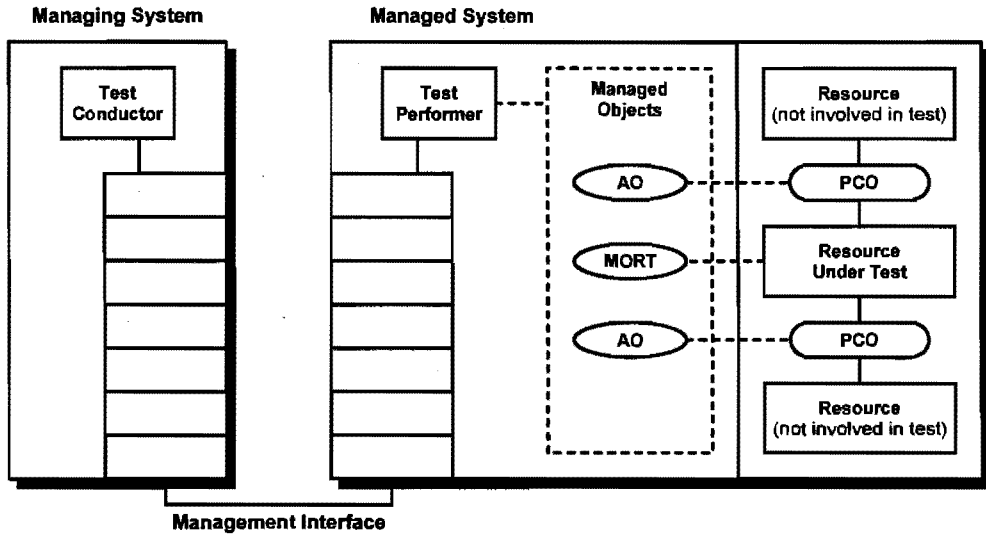 Managing System
Managed System
Test
Conductor
Test
Performer
Managed
Objects
Resource
(not involved in test)
AO
PCO
MORT
Resource
Under Test
AO
PCO
Resource
(not involved in test)
Management Interface